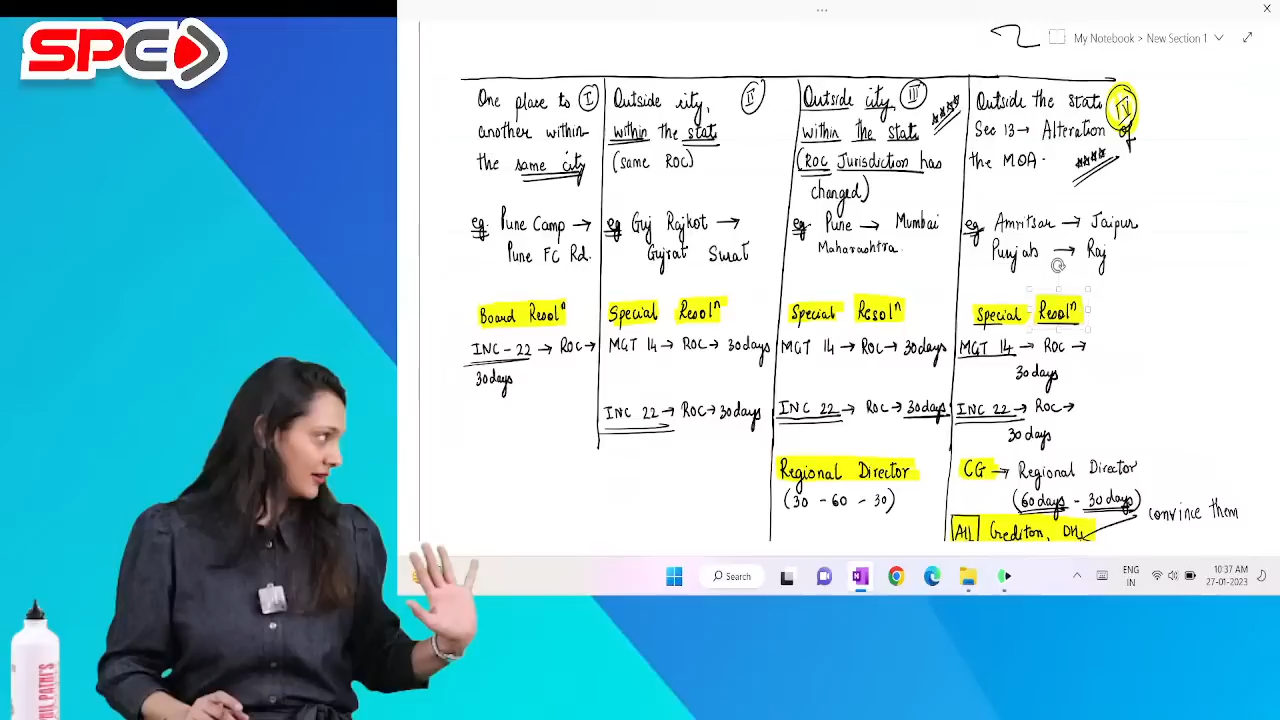 SPC
My Notebook > New Section 1
One place to I
another within
the same city
eg. Pune Camp →
Pune FC Rd.
Board Resolⁿ
INC-22 → ROC →
30 days
Outside city, II
within the state
(same ROC)
eg Guj Rajkot →
Gujrat Surat
Special Resolⁿ
MGT 14 → ROC → 30 days
INC 22 → ROC → 30 days
Outside city III
within the state
(ROC Jurisdiction has
changed)
eg. Pune → Mumbai
Maharashtra.
Special Resolⁿ
MGT 14 → ROC → 30 days
INC 22 → ROC → 30 days
Regional Director
(30 - 60 - 30)
Outside the state IV
Sec 13 → Alteration of
the MOA.
eg Amritsar → Jaipur
Punjab → Raj
Special Resolⁿ
MGT 14 → ROC →
30 days
INC 22 → ROC →
30 days
CG → Regional Director
(60 days - 30 days)
All Creditors, DH, convince them
Search
ENG
IN
10:37 AM
27-01-2023